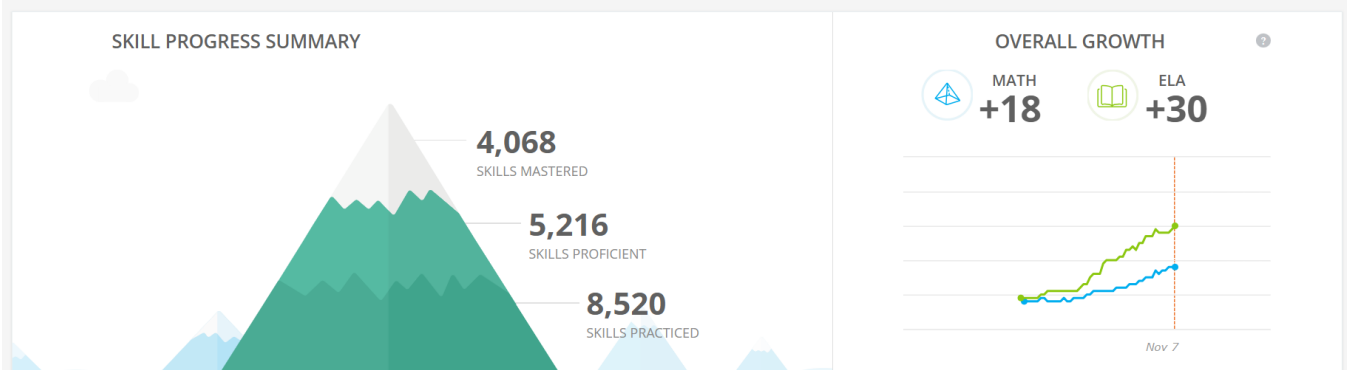 SKILL PROGRESS SUMMARY
4,068
SKILLS MASTERED
5,216
SKILLS PROFICIENT
8,520
SKILLS PRACTICED
OVERALL GROWTH ?
MATH
+18
ELA
+30
Nov 7